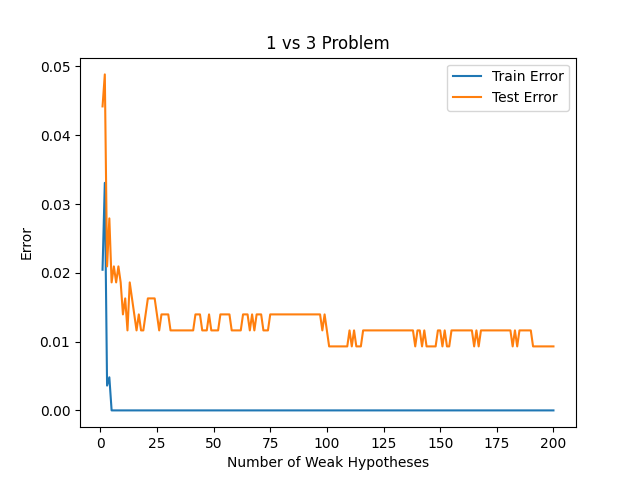 1 vs 3 Problem
Train Error
Test Error
Error
0.05
0.04
0.03
0.02
0.01
0.00
0 25 50 75 100 125 150 175 200
Number of Weak Hypotheses